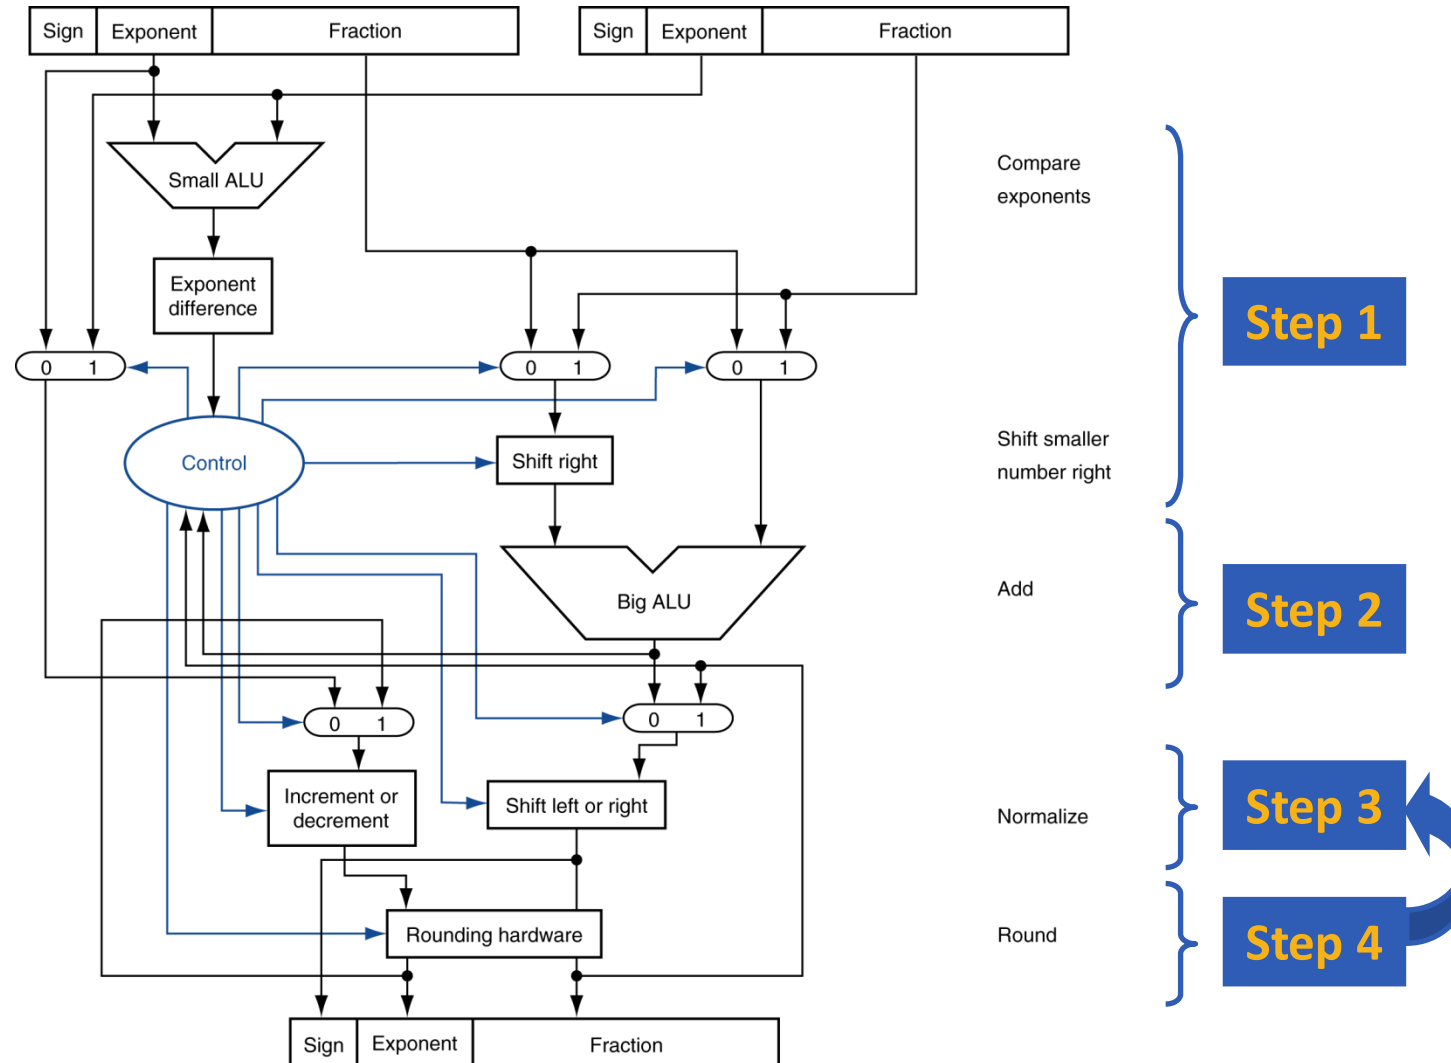 Sign Exponent Fraction Sign Exponent Fraction
Compare
exponents
Small ALU
Exponent
difference
Step 1
0 1 0 1 0 1
Shift smaller
number right
Control
Shift right
Add
Big ALU
Step 2
0 1 0 1
Increment or
decrement
Shift left or right
Normalize
Step 3
Rounding hardware
Round
Step 4
Sign Exponent Fraction